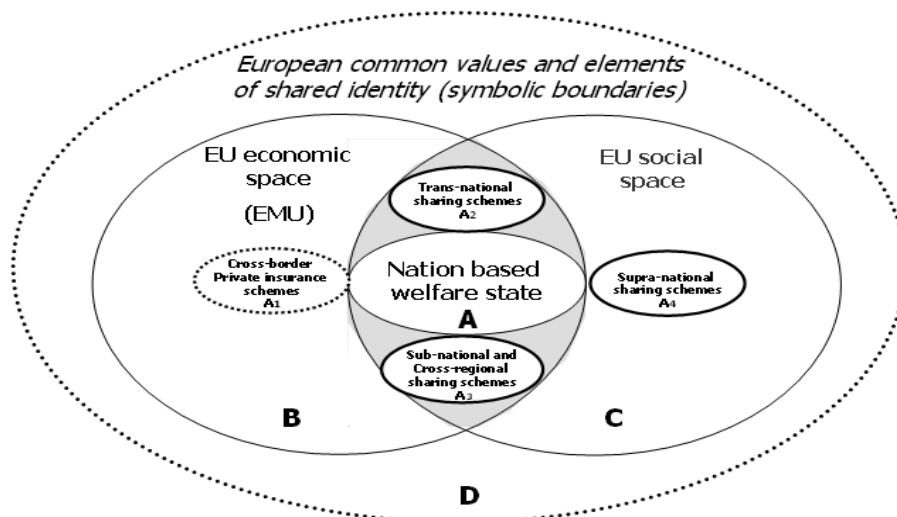 European common values and elements
of shared identity (symbolic boundaries)
EU economic
space
(EMU)
EU social
space
Trans-national
sharing schemes
A2
Cross-border
Private insurance
schemes
A1
Nation based
welfare state
A
Supra-national
sharing schemes
A4
Sub-national and
Cross-regional
sharing schemes
A3
B
C
D